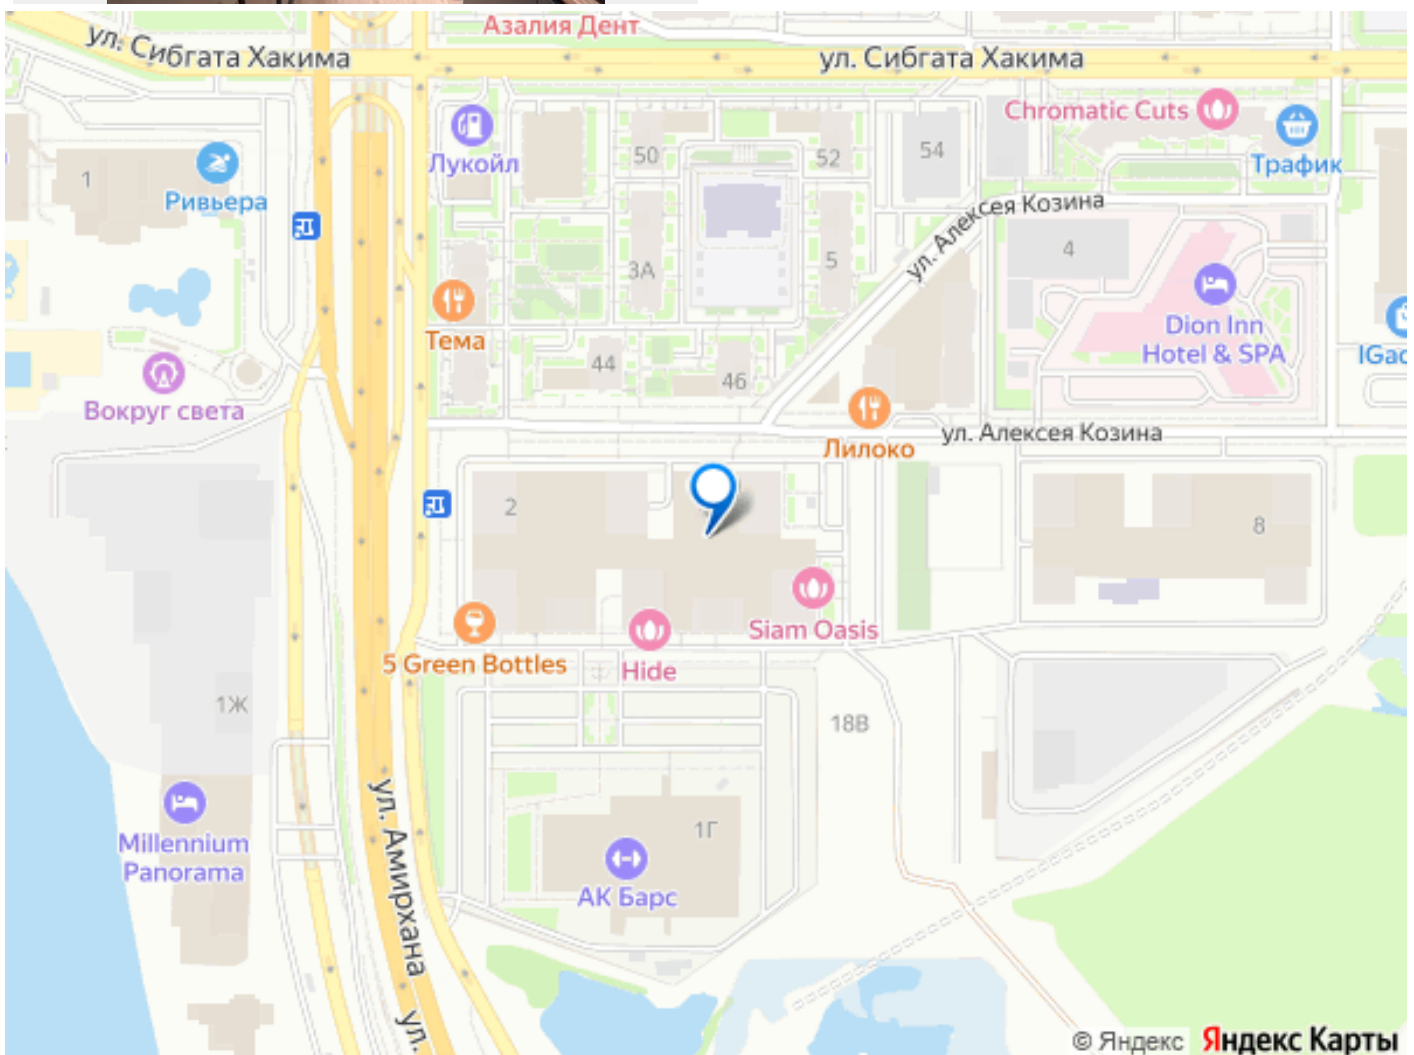 Азалия Дент
ул. Сибгата Хакима
ул. Сибгата Хакима
Chromatic Cuts
Трафик
Лукойл
50
52
54
1
Ривьера
ул. Алексея Козина
3А
5
4
Тема
Dion Inn
Hotel & SPA
44
46
Вокруг света
Лилоко
ул. Алексея Козина
2
8
Siam Oasis
5 Green Bottles
Hide
1Ж
18В
ул. Амирхана
1Г
Millennium
Panorama
АК Барс
ул.
© Яндекс Яндекс Карты